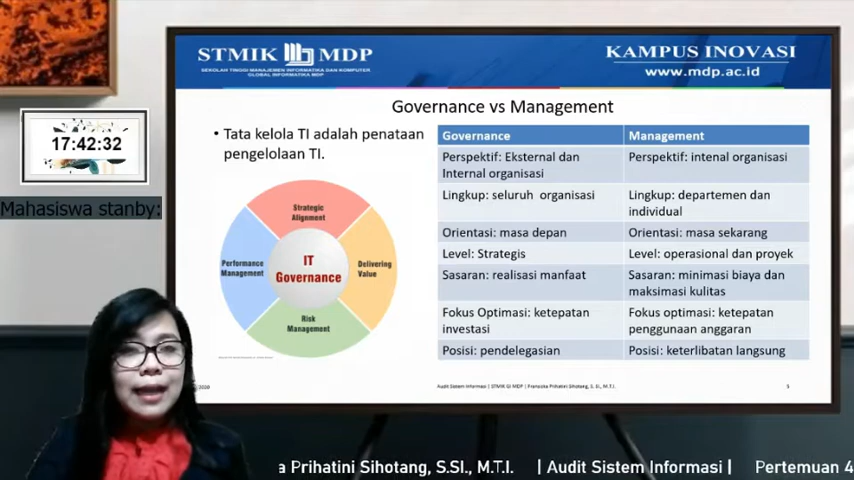 STMIK MDP
SEKOLAH TINGGI MANAJEMEN INFORMATIKA DAN KOMPUTER
GLOBAL INFORMATIKA MDP
KAMPUS INOVASI
www.mdp.ac.id
Governance vs Management
17:42:32
Mahasiswa stanby:
• Tata kelola TI adalah penataan
pengelolaan TI.
Strategic
Alignment
Performance
Management
IT
Governance
Delivering
Value
Risk
Management
Governance Management
Perspektif: Eksternal dan
Internal organisasi
Perspektif: intenal organisasi
Lingkup: seluruh organisasi
Lingkup: departemen dan
individual
Orientasi: masa depan
Orientasi: masa sekarang
Level: Strategis
Level: operasional dan proyek
Sasaran: realisasi manfaat
Sasaran: minimasi biaya dan
maksimasi kulitas
Fokus Optimasi: ketepatan
investasi
Fokus optimasi: ketepatan
penggunaan anggaran
Posisi: pendelegasian
Posisi: keterlibatan langsung
Audit Sistem Informasi | STMIK GI MDP | Fransiska Prihatini Sihotang, S. SI., M.T.I.
5
a Prihatini Sihotang, S.SI., M.T.I. | Audit Sistem Informasi | Pertemuan 4